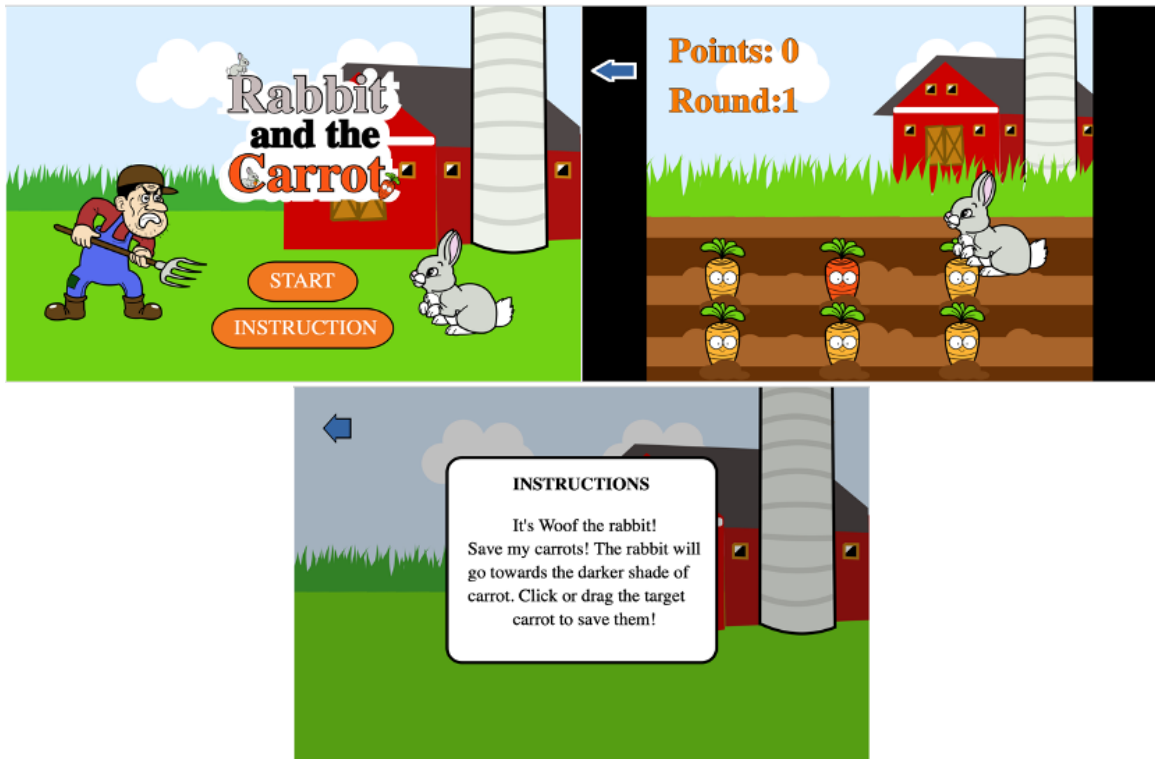 Rabbit
and the
Carrot
START
INSTRUCTION
Points: 0
Round:1
INSTRUCTIONS
It's Woof the rabbit!
Save my carrots! The rabbit will
go towards the darker shade of
carrot. Click or drag the target
carrot to save them!